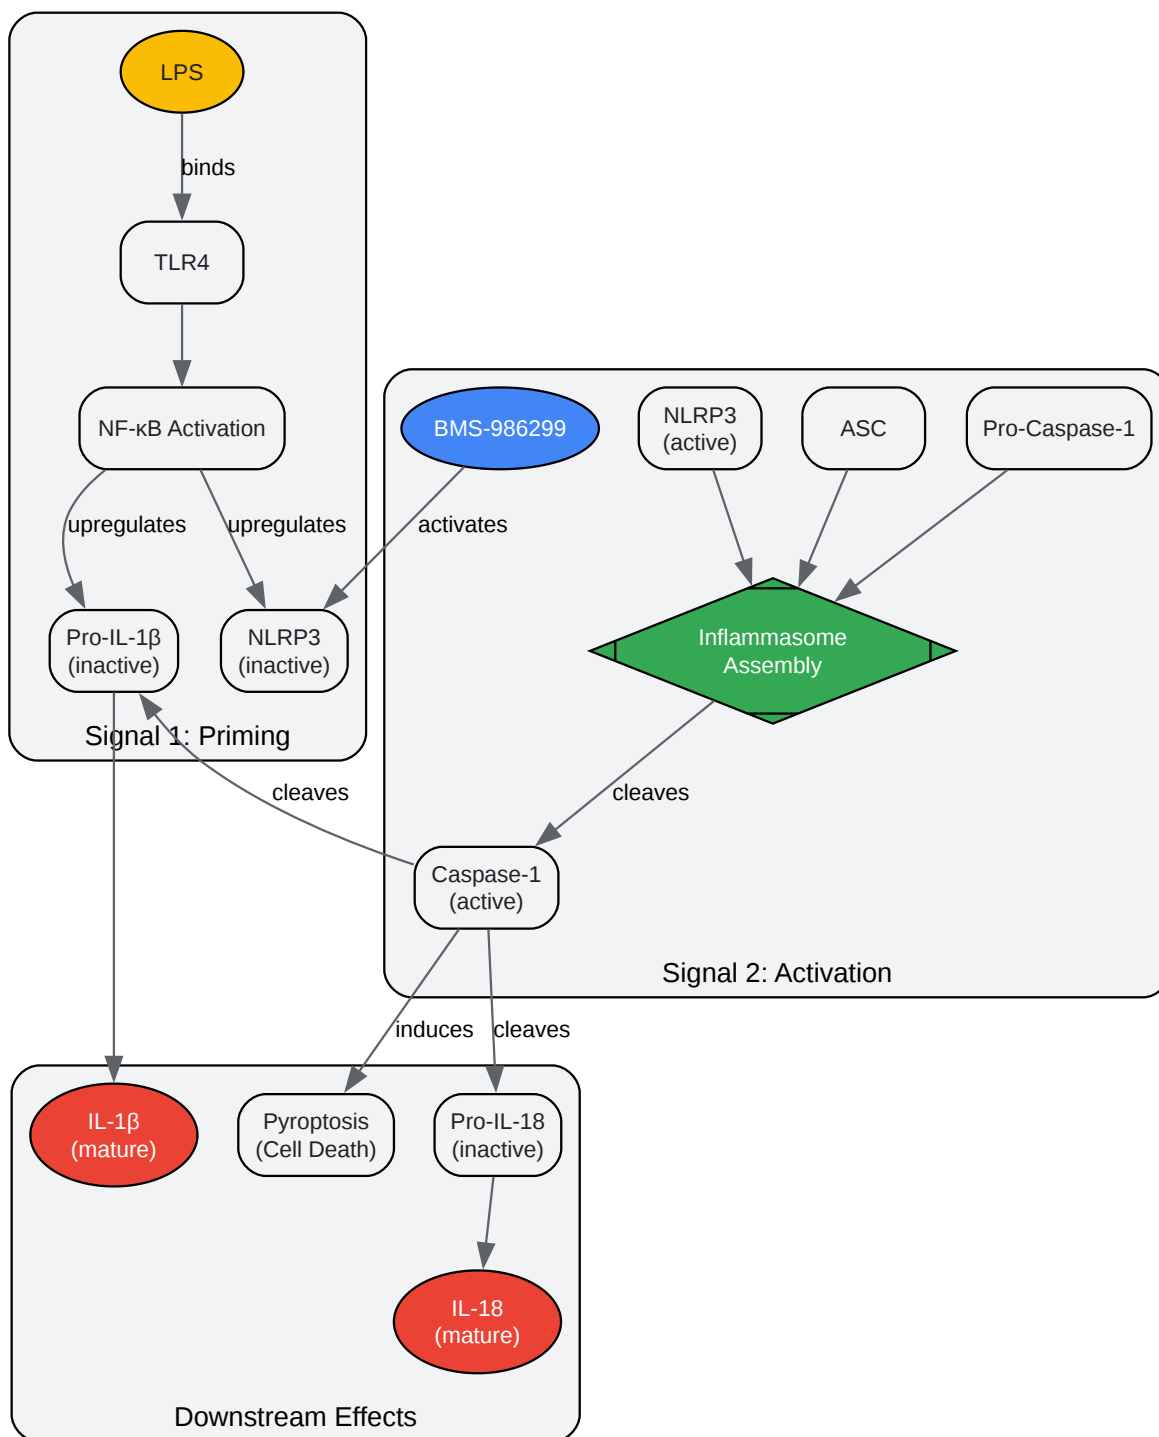 LPS
binds
TLR4
NF-κB Activation
BMS-986299
NLRP3
(active)
ASC
Pro-Caspase-1
upregulates
upregulates
activates
Pro-IL-1β
(inactive)
NLRP3
(inactive)
Inflammasome
Assembly
Signal 1: Priming
cleaves
cleaves
Caspase-1
(active)
Signal 2: Activation
induces
cleaves
IL-1β
(mature)
Pyroptosis
(Cell Death)
Pro-IL-18
(inactive)
IL-18
(mature)
Downstream Effects